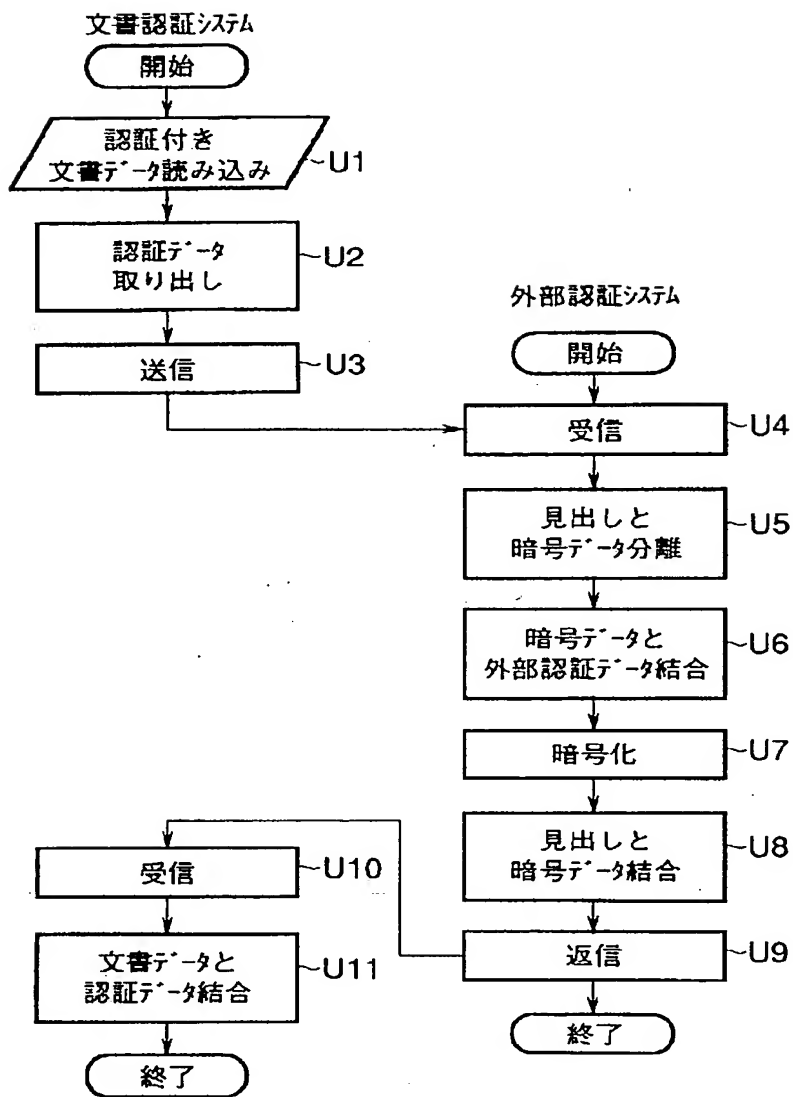 文書認証システム
開始
認証付き
文書データ読み込み
U1
認証データ
取り出し
U2
送信
U3
外部認証システム
開始
受信
U4
見出しと
暗号データ分離
U5
暗号データと
外部認証データ結合
U6
暗号化
U7
見出しと
暗号データ結合
U8
返信
U9
終了
受信
U10
文書データと
認証データ結合
U11
終了